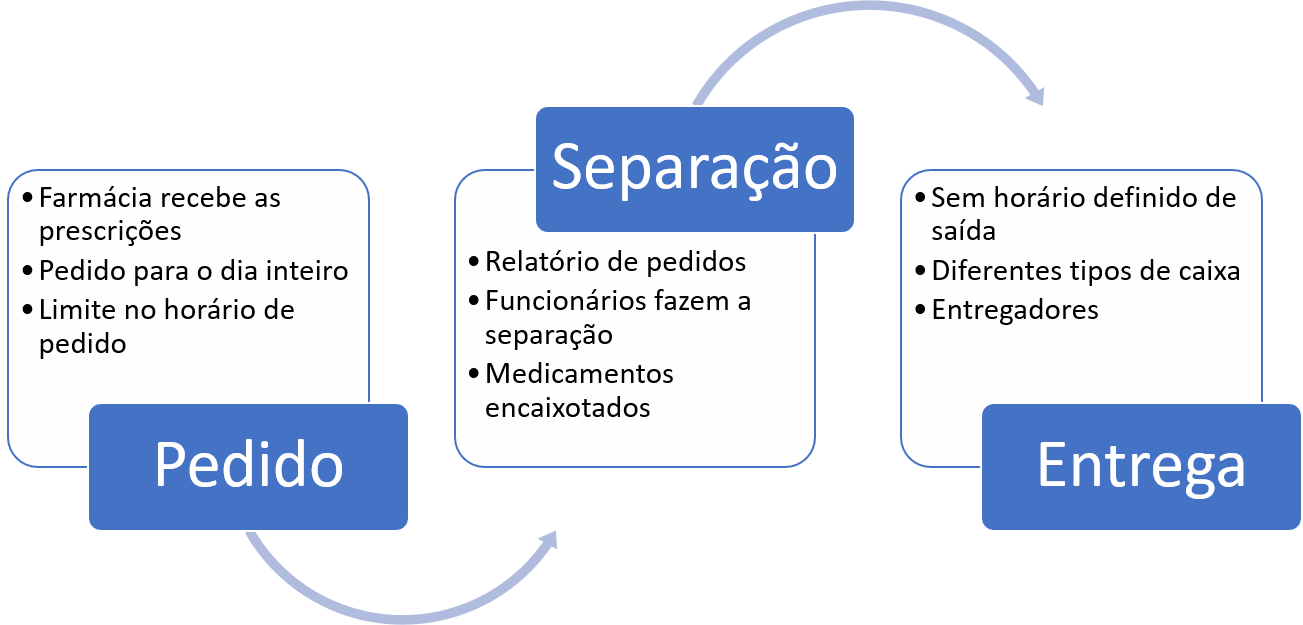 • Farmácia recebe as
prescrições
• Pedido para o dia inteiro
• Limite no horário de
pedido
Pedido
Separação
• Relatório de pedidos
• Funcionários fazem a
separação
• Medicamentos
encaixotados
• Sem horário definido de
saída
• Diferentes tipos de caixa
• Entregadores
Entrega